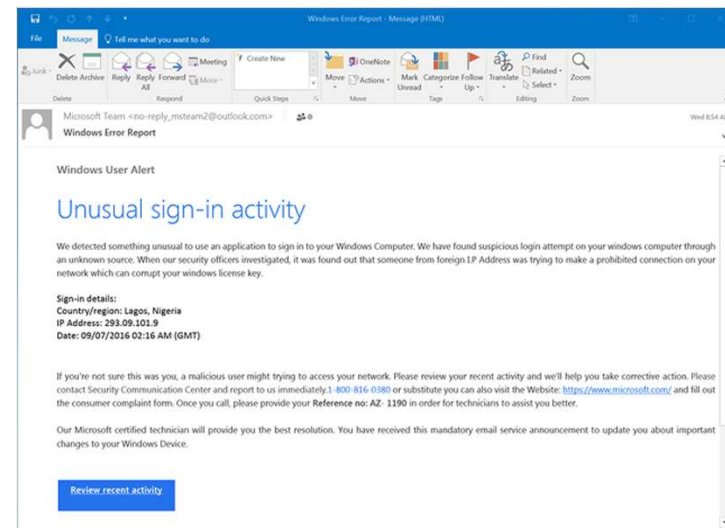 Windows Error Report - Message (HTML)
File Message Tell me what you want to do
Junk
Delete Archive
Reply Reply All Forward
Meeting
More
Create New
Move
OneNote
Actions
Mark Unread
Categorize
Follow Up
Translate
Find
Related
Select
Zoom
Delete Respond Quick Steps Move Tags Editing Zoom
Microsoft Team <no-reply_msteam2@outlook.com> 0 Wed 8:54
Windows Error Report
Windows User Alert
Unusual sign-in activity
We detected something unusual to use an application to sign in to your Windows Computer. We have found suspicious login attempt on your windows computer through
an unknown source. When our security officers investigated, it was found out that someone from foreign I.P Address was trying to make a prohibited connection on your
network which can corrupt your windows license key.
Sign-in details:
Country/region: Lagos, Nigeria
IP Address: 293.09.101.9
Date: 09/07/2016 02:16 AM (GMT)
If you're not sure this was you, a malicious user might trying to access your network. Please review your recent activity and we'll help you take corrective action. Please
contact Security Communication Center and report to us immediately.1-800-816-0380 or substitute you can also visit the Website: https://www.microsoft.com/ and fill out
the consumer complaint form. Once you call, please provide your Reference no: AZ- 1190 in order for technicians to assist you better.
Our Microsoft certified technician will provide you the best resolution. You have received this mandatory email service announcement to update you about important
changes to your Windows Device.
Review recent activity